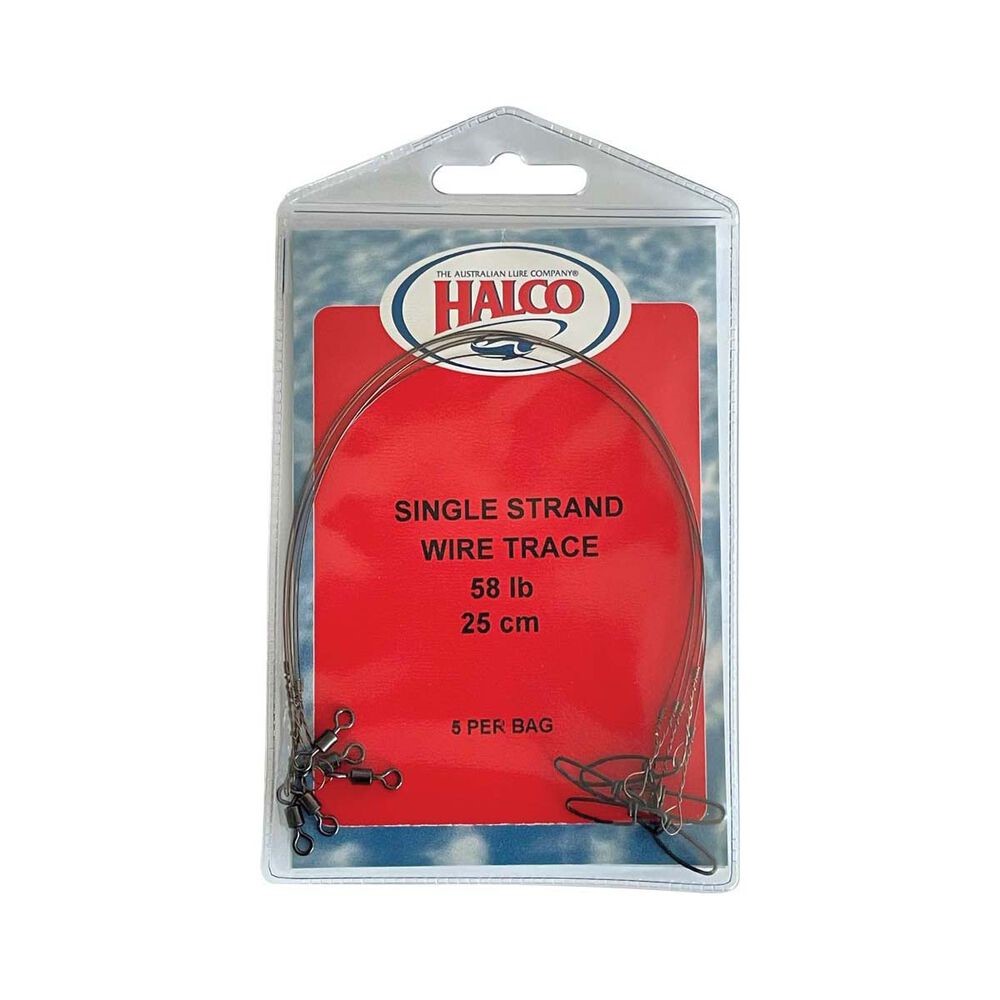 THE AUSTRALIAN LURE COMPANY®
HALCO
SINGLE STRAND
WIRE TRACE
58 lb
25 cm
5 PER BAG